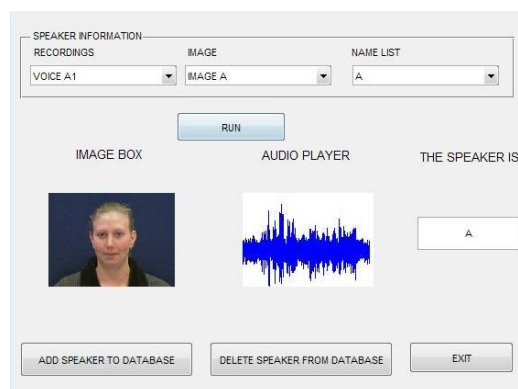 SPEAKER INFORMATION
RECORDINGS IMAGE NAME LIST
VOICE A1 IMAGE A A
RUN
IMAGE BOX AUDIO PLAYER THE SPEAKER IS
A
ADD SPEAKER TO DATABASE DELETE SPEAKER FROM DATABASE EXIT